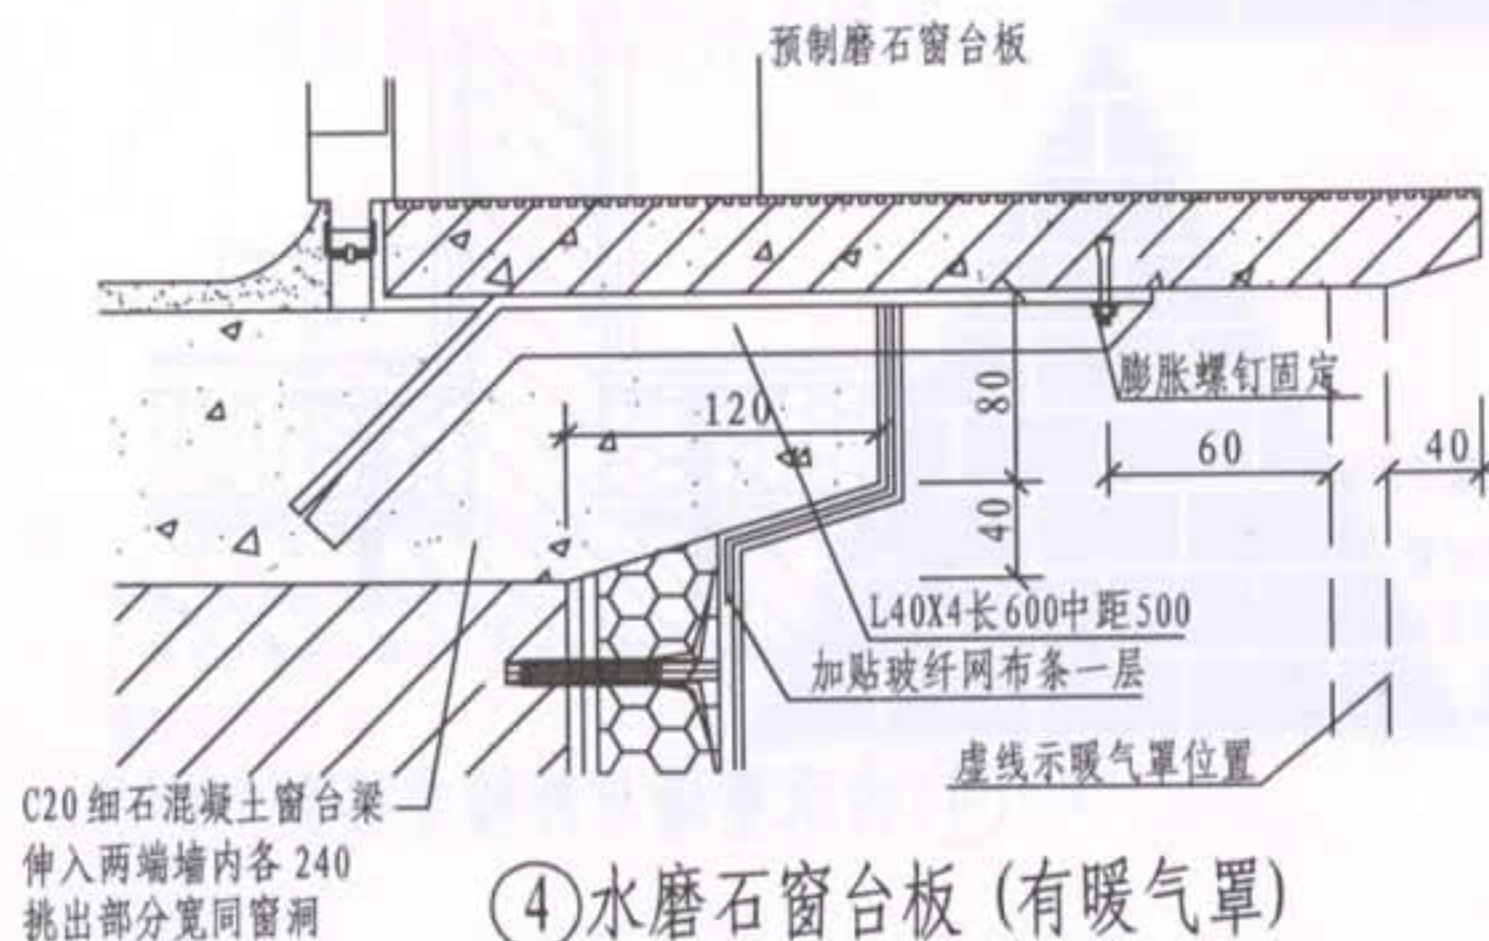 预制磨石窗台板
膨胀螺钉固定
120
80
60
40
40
L40X4长600中距500
加贴玻纤网布条一层
虚线示暖气罩位置
C20细石混凝土窗台梁
伸入两端墙内各240
挑出部分宽同窗洞
④水磨石窗台板(有暖气罩)